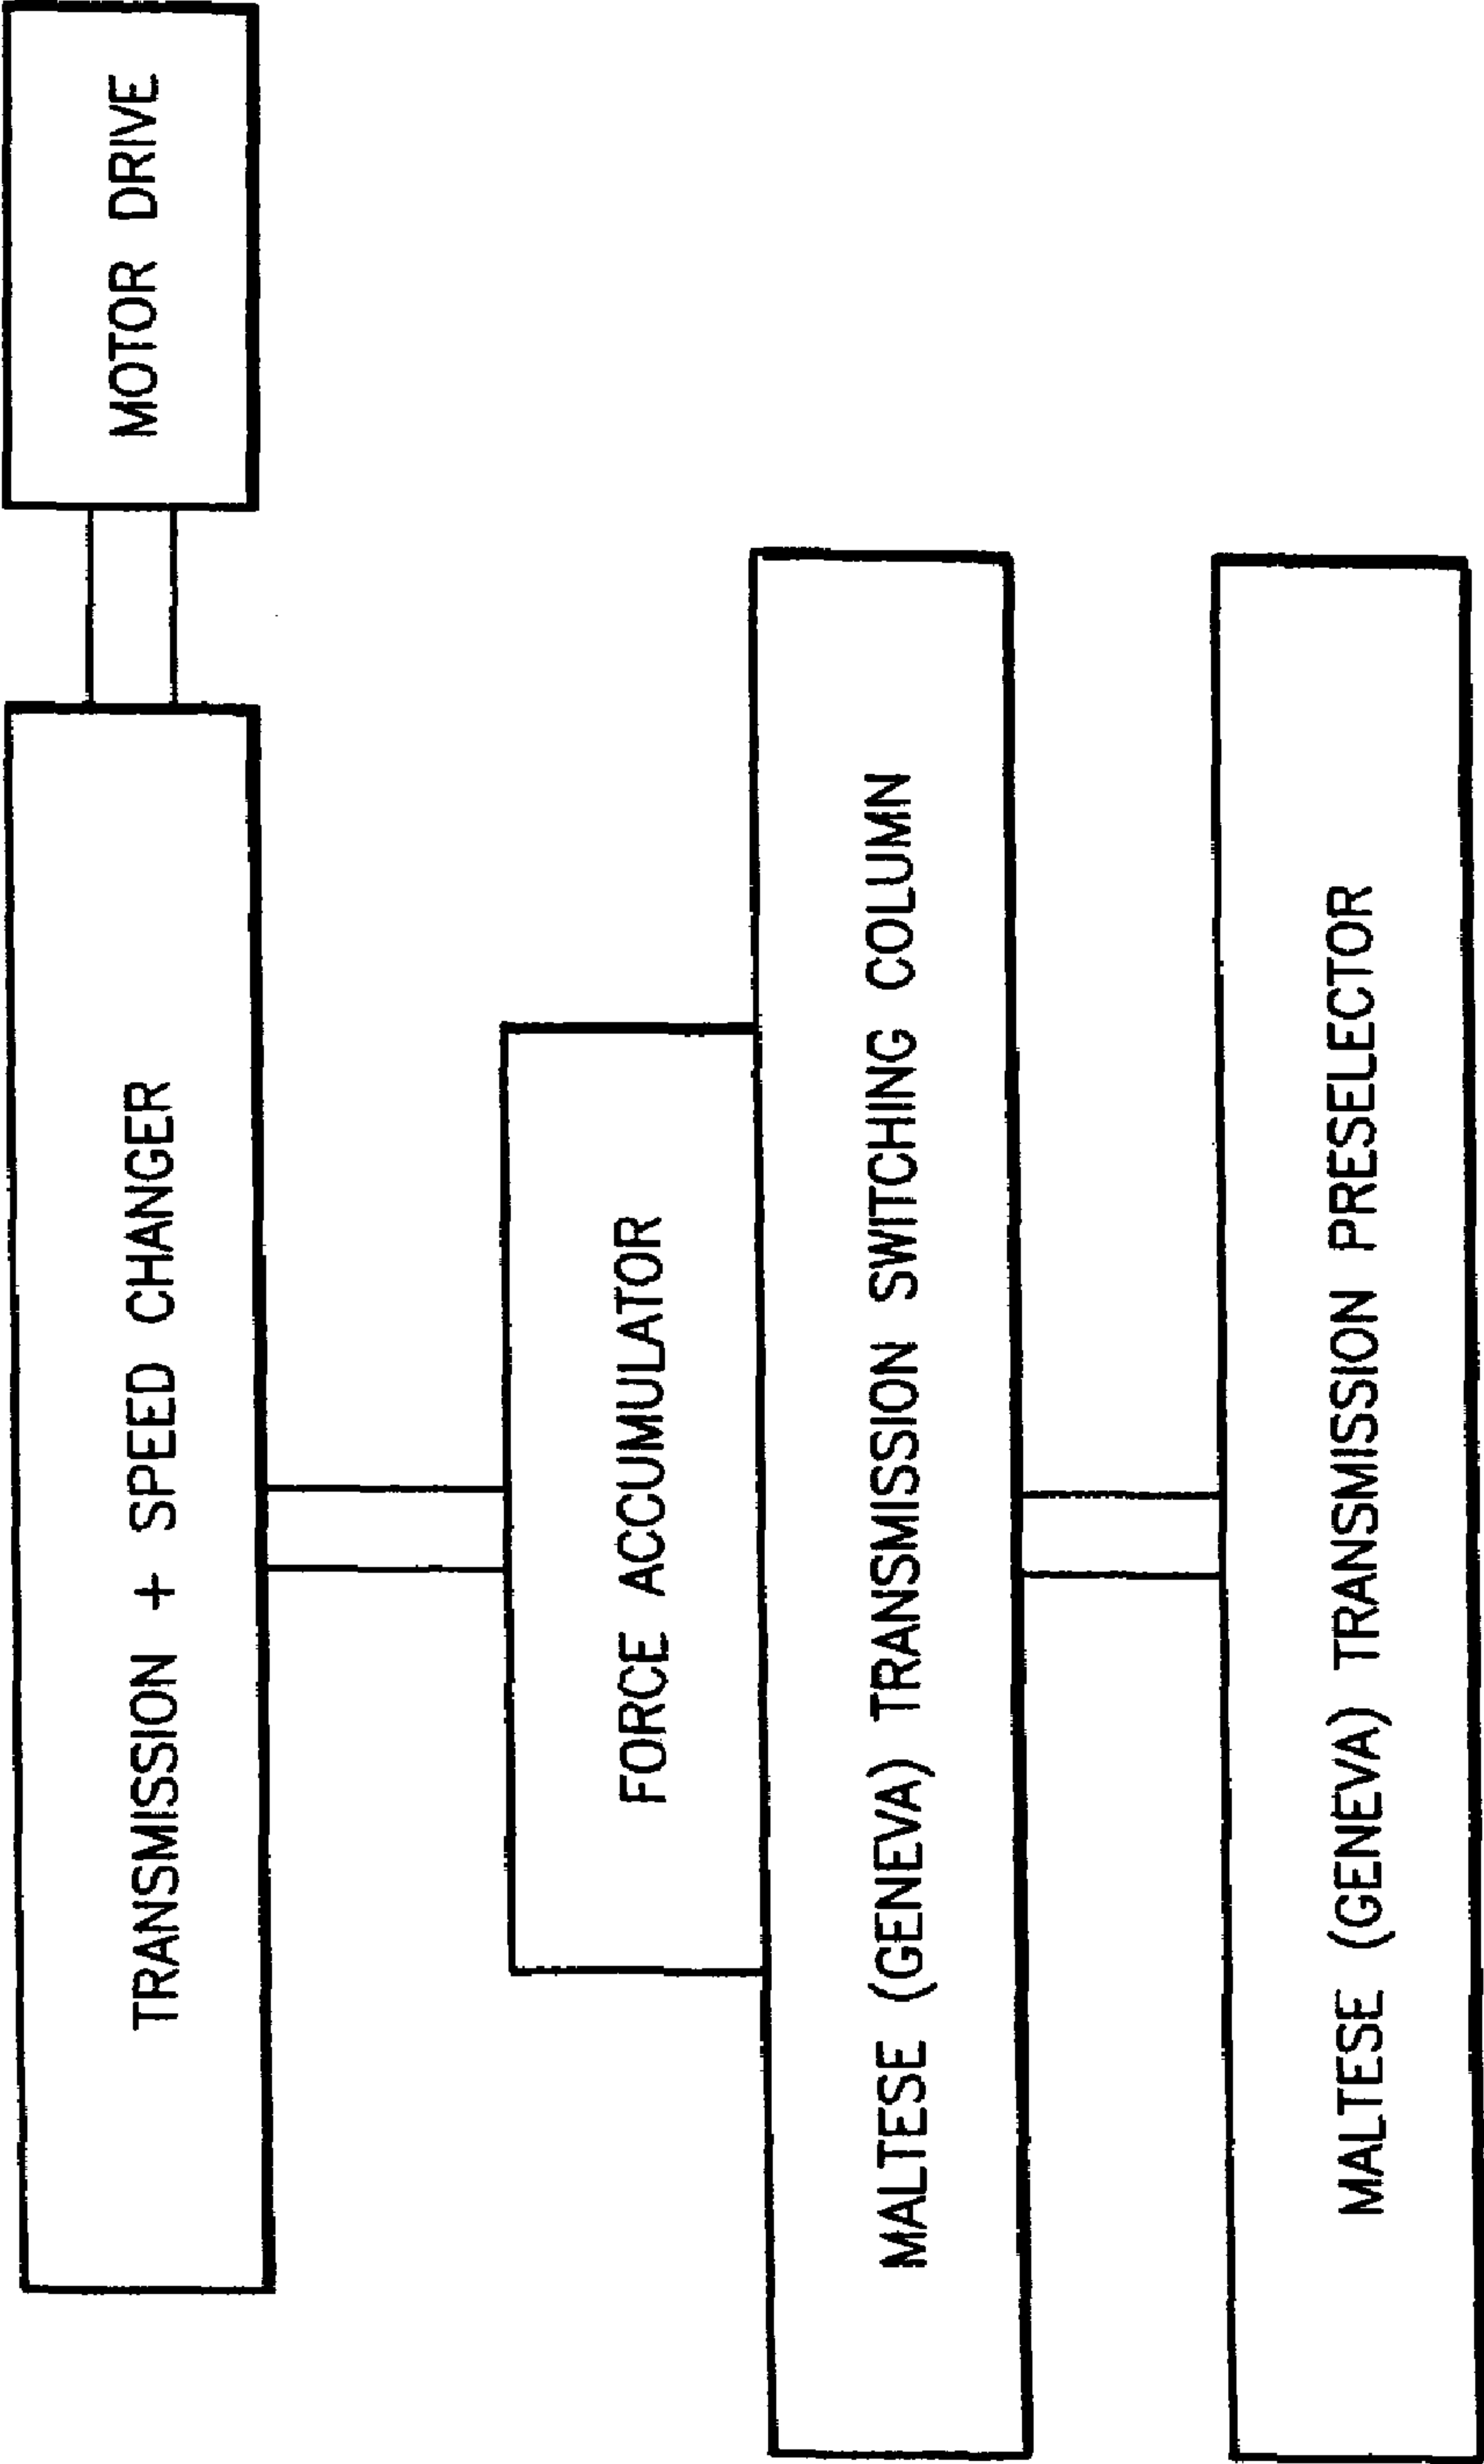 TRANSMISSION + SPEED CHANGER
MOTOR DRIVE
FORCE ACCUMULATOR
MALTESE (GENEVA) TRANSMISSION SWITCHING COLUMN
MALTESE (GENEVA) TRANSMISSION PRESELECTOR